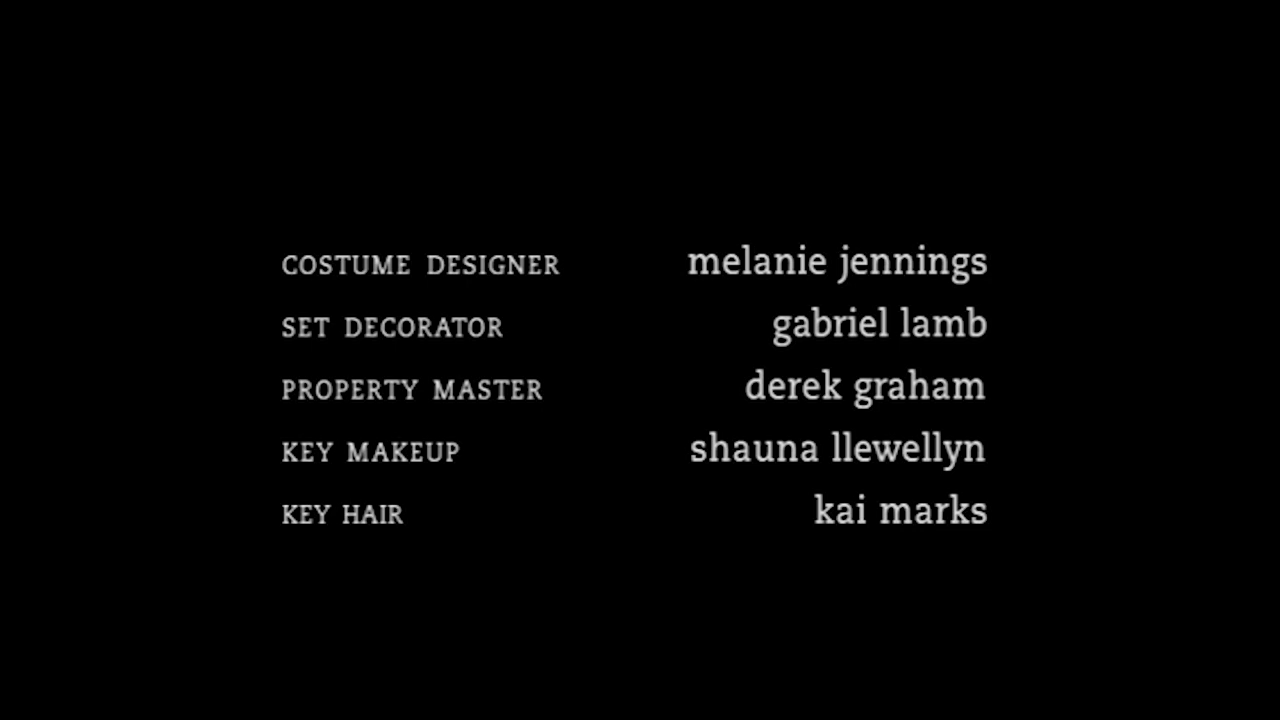 COSTUME DESIGNER melanie jennings
SET DECORATOR gabriel lamb
PROPERTY MASTER derek graham
KEY MAKEUP shauna llewellyn
KEY HAIR kai marks